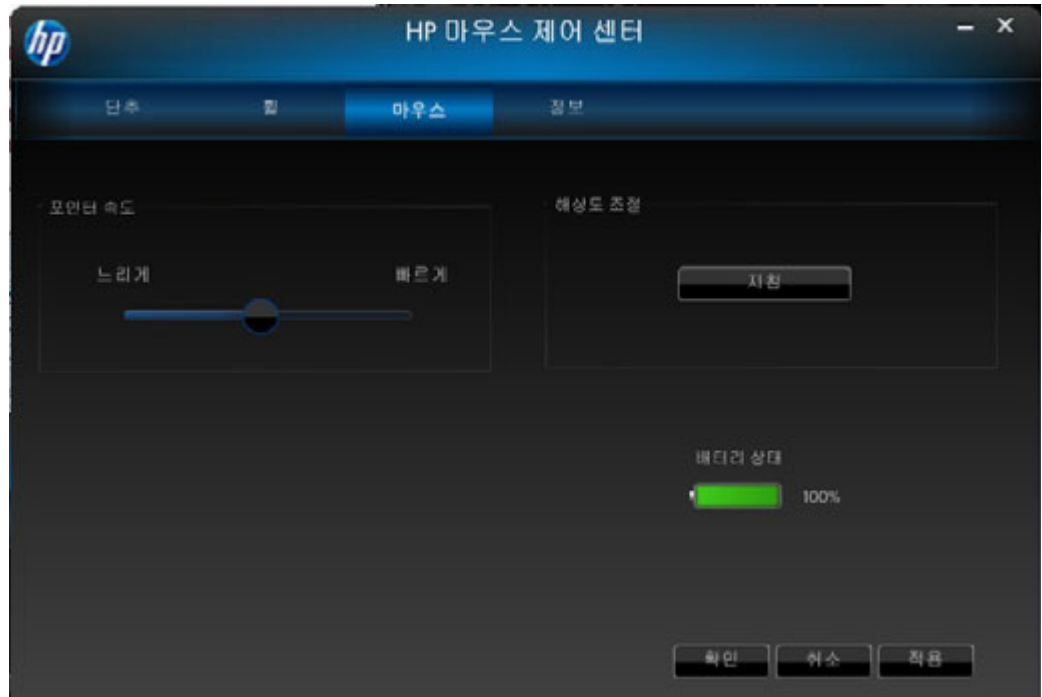 hp
HP 마우스 제어 센터
단추 휠 마우스 정보
포인터 속도
해상도 조절
느리게 빠르게
지침
배터리 상태
100%
확인 취소 적용